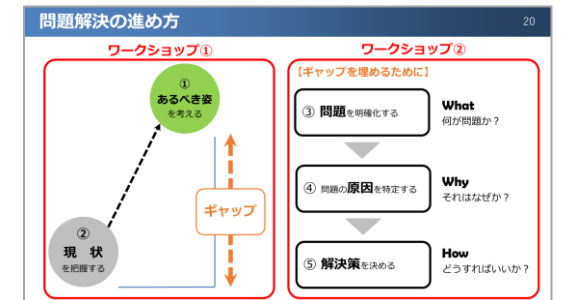 問題解決の進め方
20
ワークショップ①
①
あるべき姿
を考える
ギャップ
②
現 状
を把握する
ワークショップ②
【ギャップを埋めるために】
③ 問題を明確化する
What
何が問題か？
④ 問題の原因を特定する
Why
それはなぜか？
⑤ 解決策を決める
How
どうすればいいか？